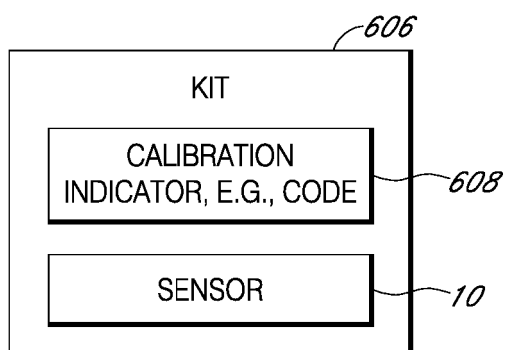 606
KIT
CALIBRATION
INDICATOR, E.G., CODE
608
SENSOR
10